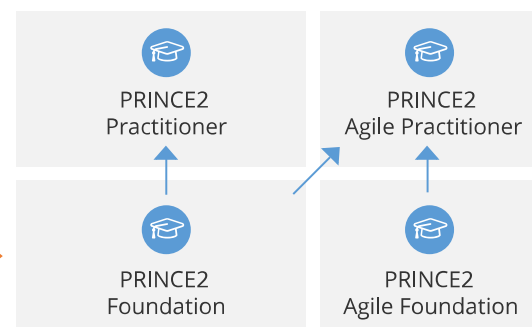 PRINCE2
Practitioner
PRINCE2
Agile Practitioner
PRINCE2
Foundation
PRINCE2
Agile Foundation